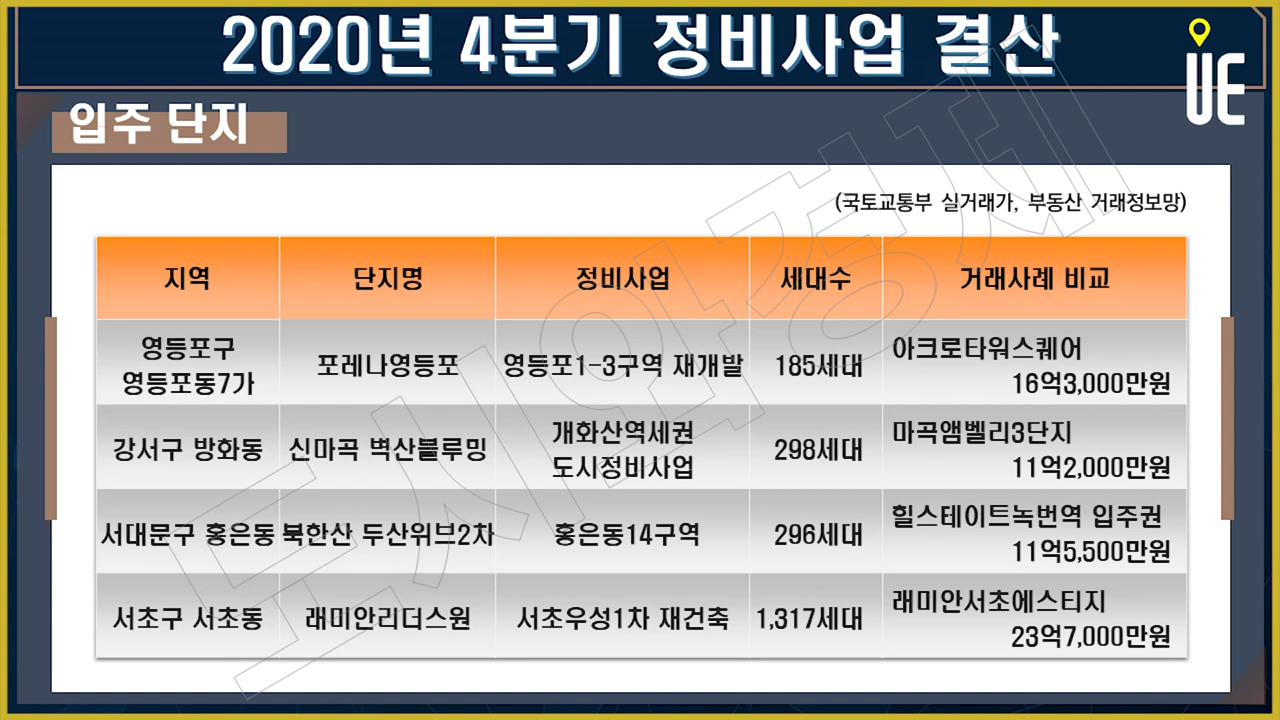 2020년 4분기 정비사업 결산
UE
입주 단지
(국토교통부 실거래가, 부동산 거래정보망)
지역 단지명 정비사업 세대수 거래사례 비교
영등포구
영등포동7가
포레나영등포
영등포1-3구역 재개발
185세대
아크로타워스퀘어
16억3,000만원
강서구 방화동
신마곡 벽산블루밍
개화산역세권
도시정비사업
298세대
마곡앰벨리3단지
11억2,000만원
서대문구 홍은동
북한산 두산위브2차
홍은동14구역
296세대
힐스테이트녹번역 입주권
11억5,500만원
서초구 서초동
래미안리더스원
서초우성1차 재건축
1,317세대
래미안서초에스티지
23억7,000만원
도시와경제